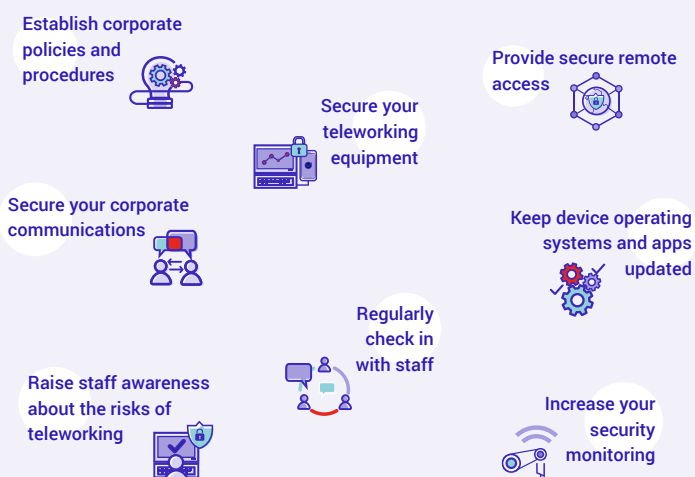 Establish corporate
policies and
procedures
Provide secure remote
access
Secure your
teleworking
equipment
Secure your corporate
communications
Keep device operating
systems and apps
updated
Regularly
check in
with staff
Raise staff awareness
about the risks of
teleworking
Increase your
security
monitoring